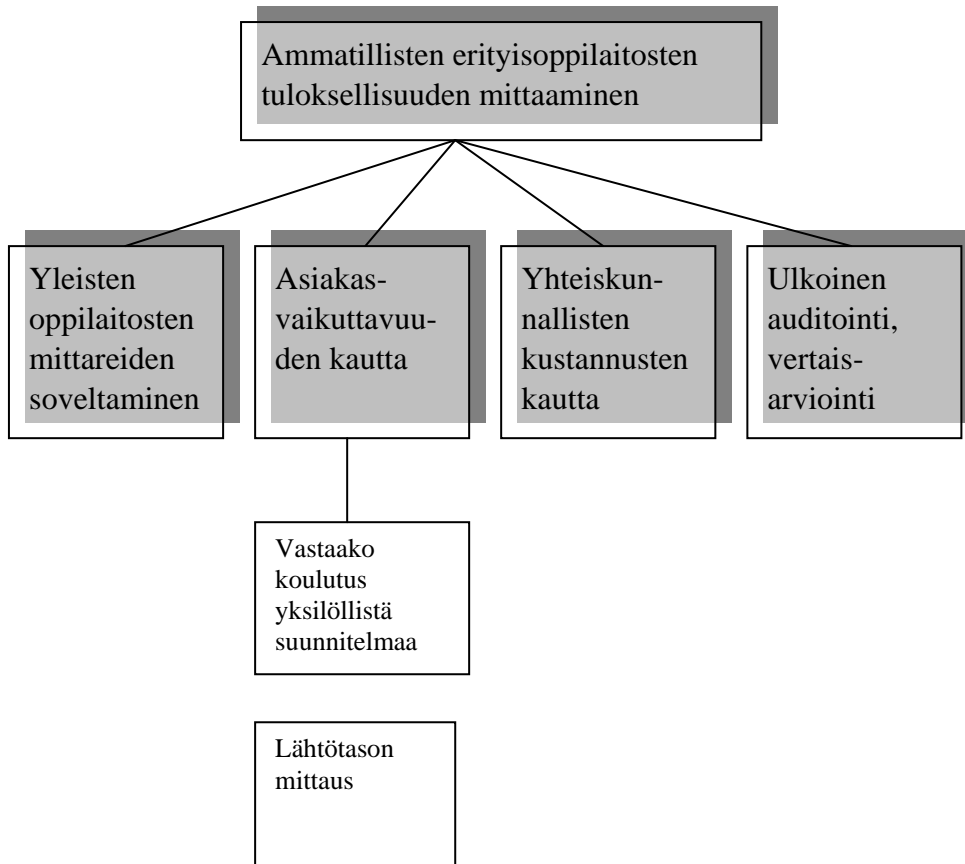 Ammatillisten erityisoppilaitosten
tuloksellisuuden mittaaminen
Yleisten
oppilaitosten
mittareiden
soveltaminen
Asiakas-
vaikuttavuu-
den kautta
Yhteiskun-
nallisten
kustannusten
kautta
Ulkoinen
auditointi,
vertais-
arviointi
Vastaako
koulutus
yksilöllistä
suunnitelmaa
Lähtötason
mittaus